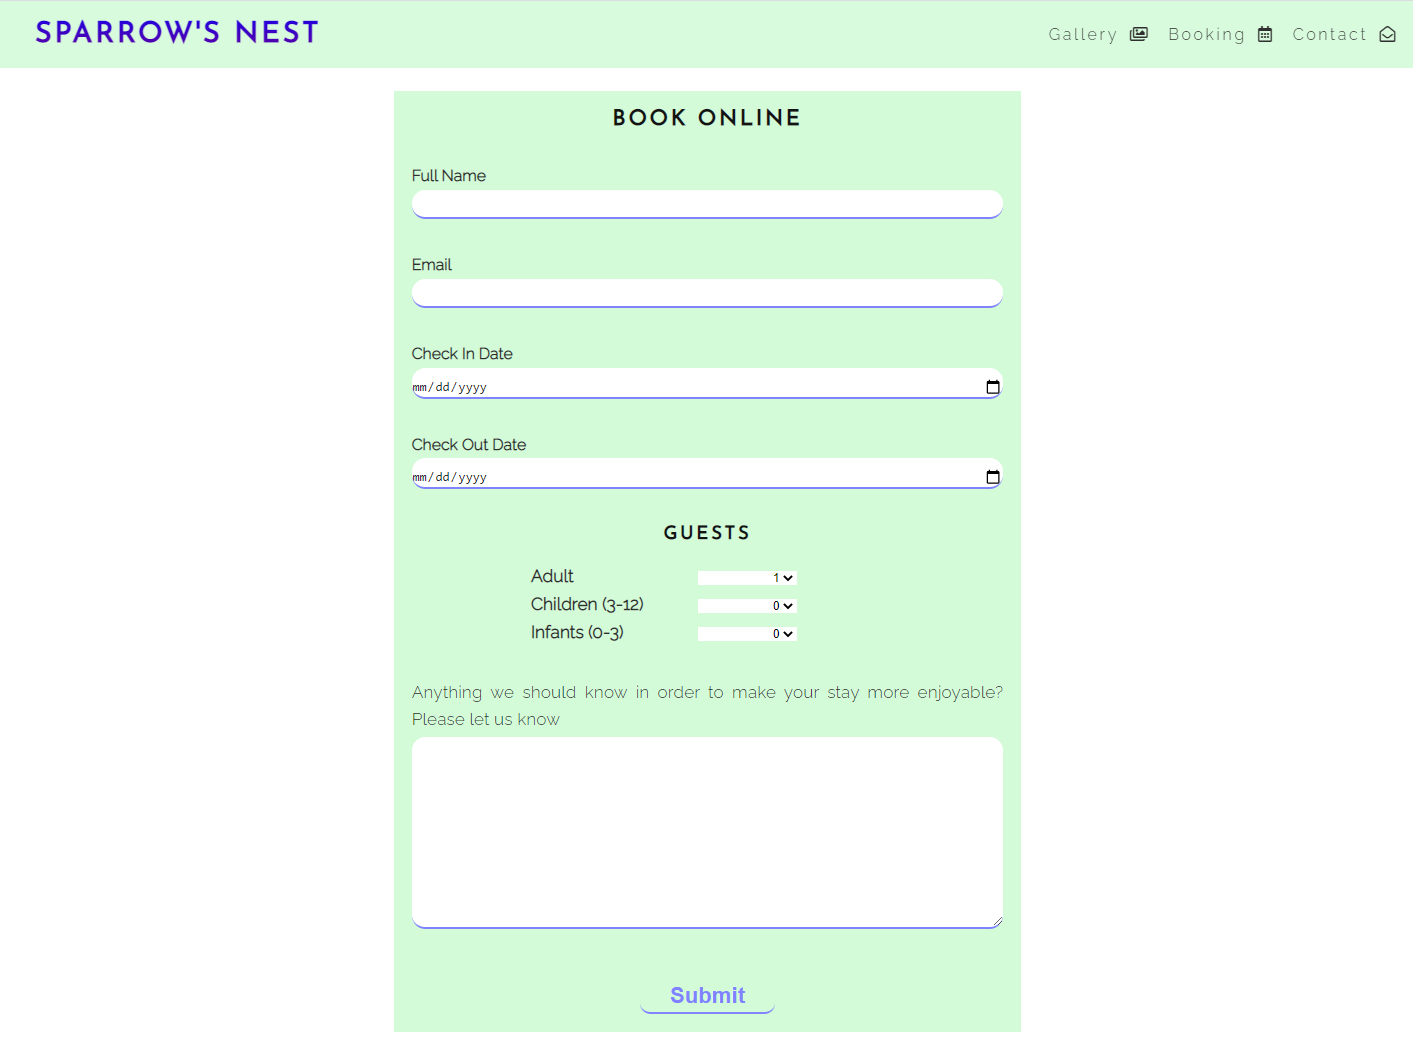 SPARROW'S NEST
Gallery Booking Contact
BOOK ONLINE
Full Name
Email
Check In Date
mm/dd/yyyy
Check Out Date
mm/dd/yyyy
GUESTS
Adult 1
Children (3-12) 0
Infants (0-3) 0
Anything we should know in order to make your stay more enjoyable?
Please let us know
Submit